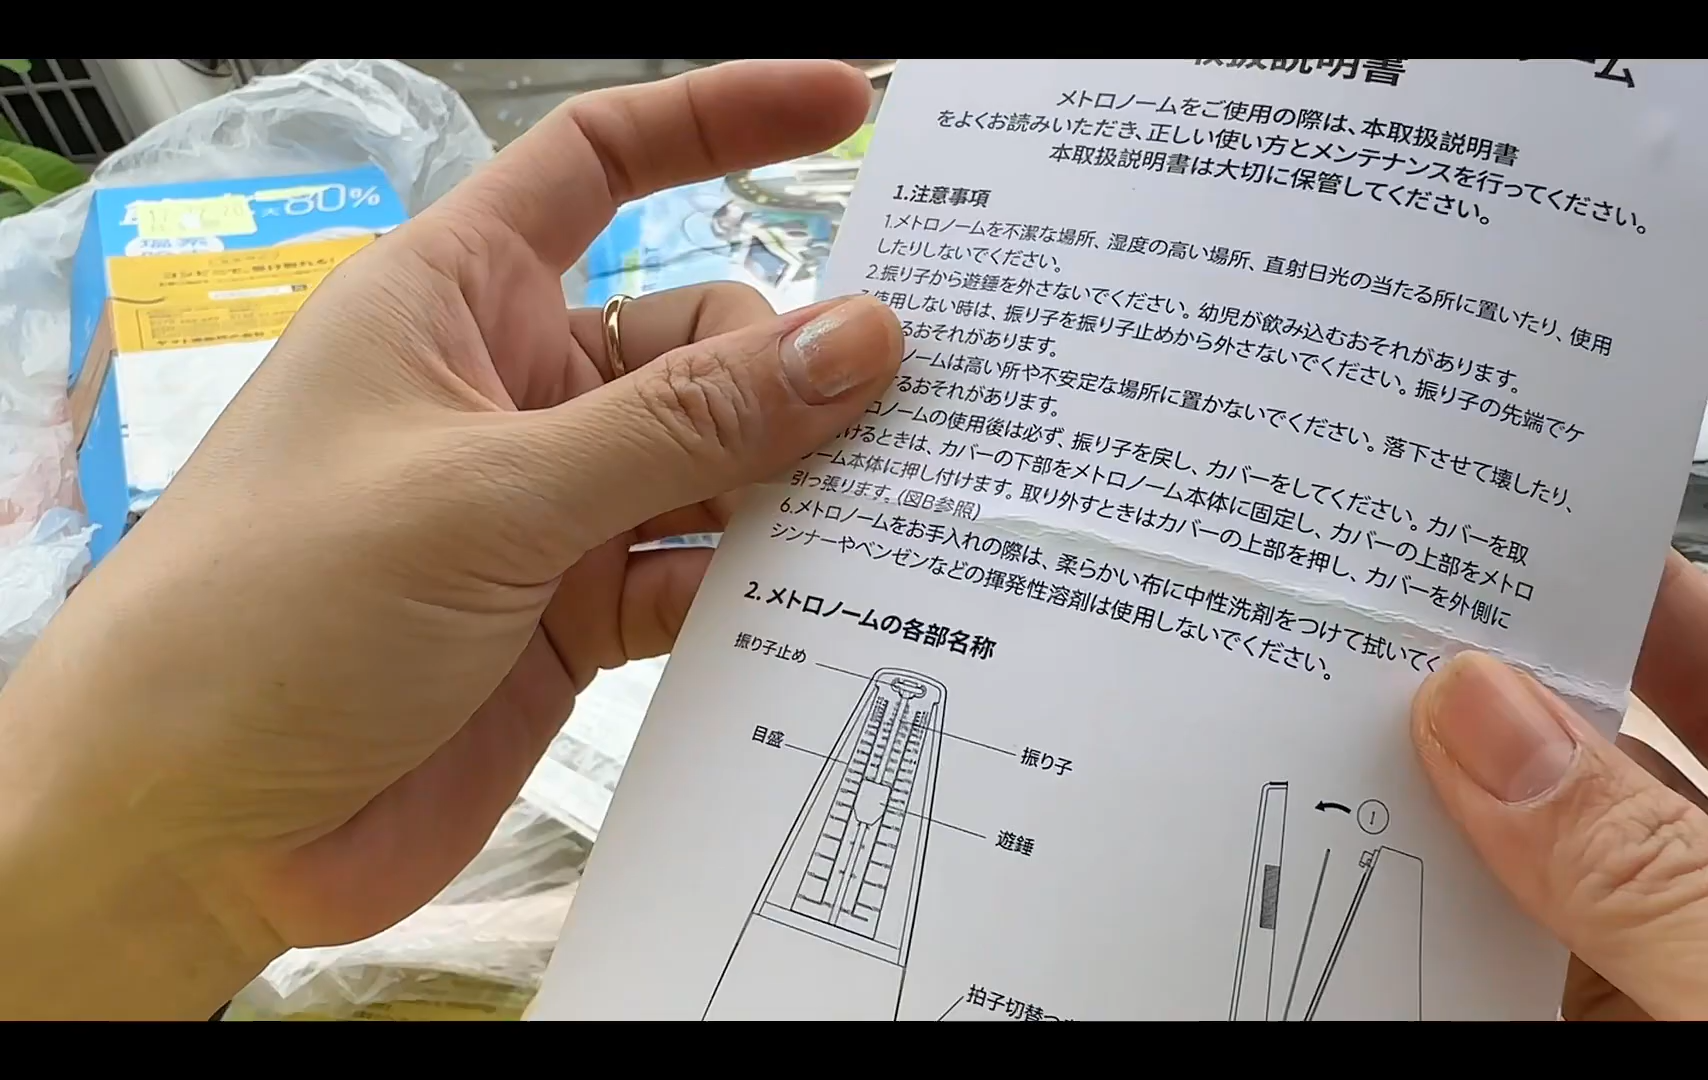 取扱説明書
メトロノームをご使用の際は、本取扱説明書
をよくお読みいただき、正しい使い方とメンテナンスを行ってください。
本取扱説明書は大切に保管してください。
1.注意事項
1.メトロノームを不潔な場所、湿度の高い場所、直射日光の当たる所に置いたり、使用
したりしないでください。
2.振り子から遊錘を外さないでください。幼児が飲み込むおそれがあります。
使用しない時は、振り子を振り子止めから外さないでください。振り子の先端でケ
るおそれがあります。
ノームは高い所や不安定な場所に置かないでください。落下させて壊したり、
するおそれがあります。
ロノームの使用後は必ず、振り子を戻し、カバーをしてください。カバーを取
けるときは、カバーの下部をメトロノーム本体に固定し、カバーの上部をメトロ
ノーム本体に押し付けます。取り外すときはカバーの上部を押し、カバーを外側に
引っ張ります。(図B参照)
6.メトロノームをお手入れの際は、柔らかい布に中性洗剤をつけて拭いてく
シンナーやベンゼンなどの揮発性溶剤は使用しないでください。
2. メトロノームの各部名称
振り子止め
目盛
振り子
遊錘
拍子切替
1
80%